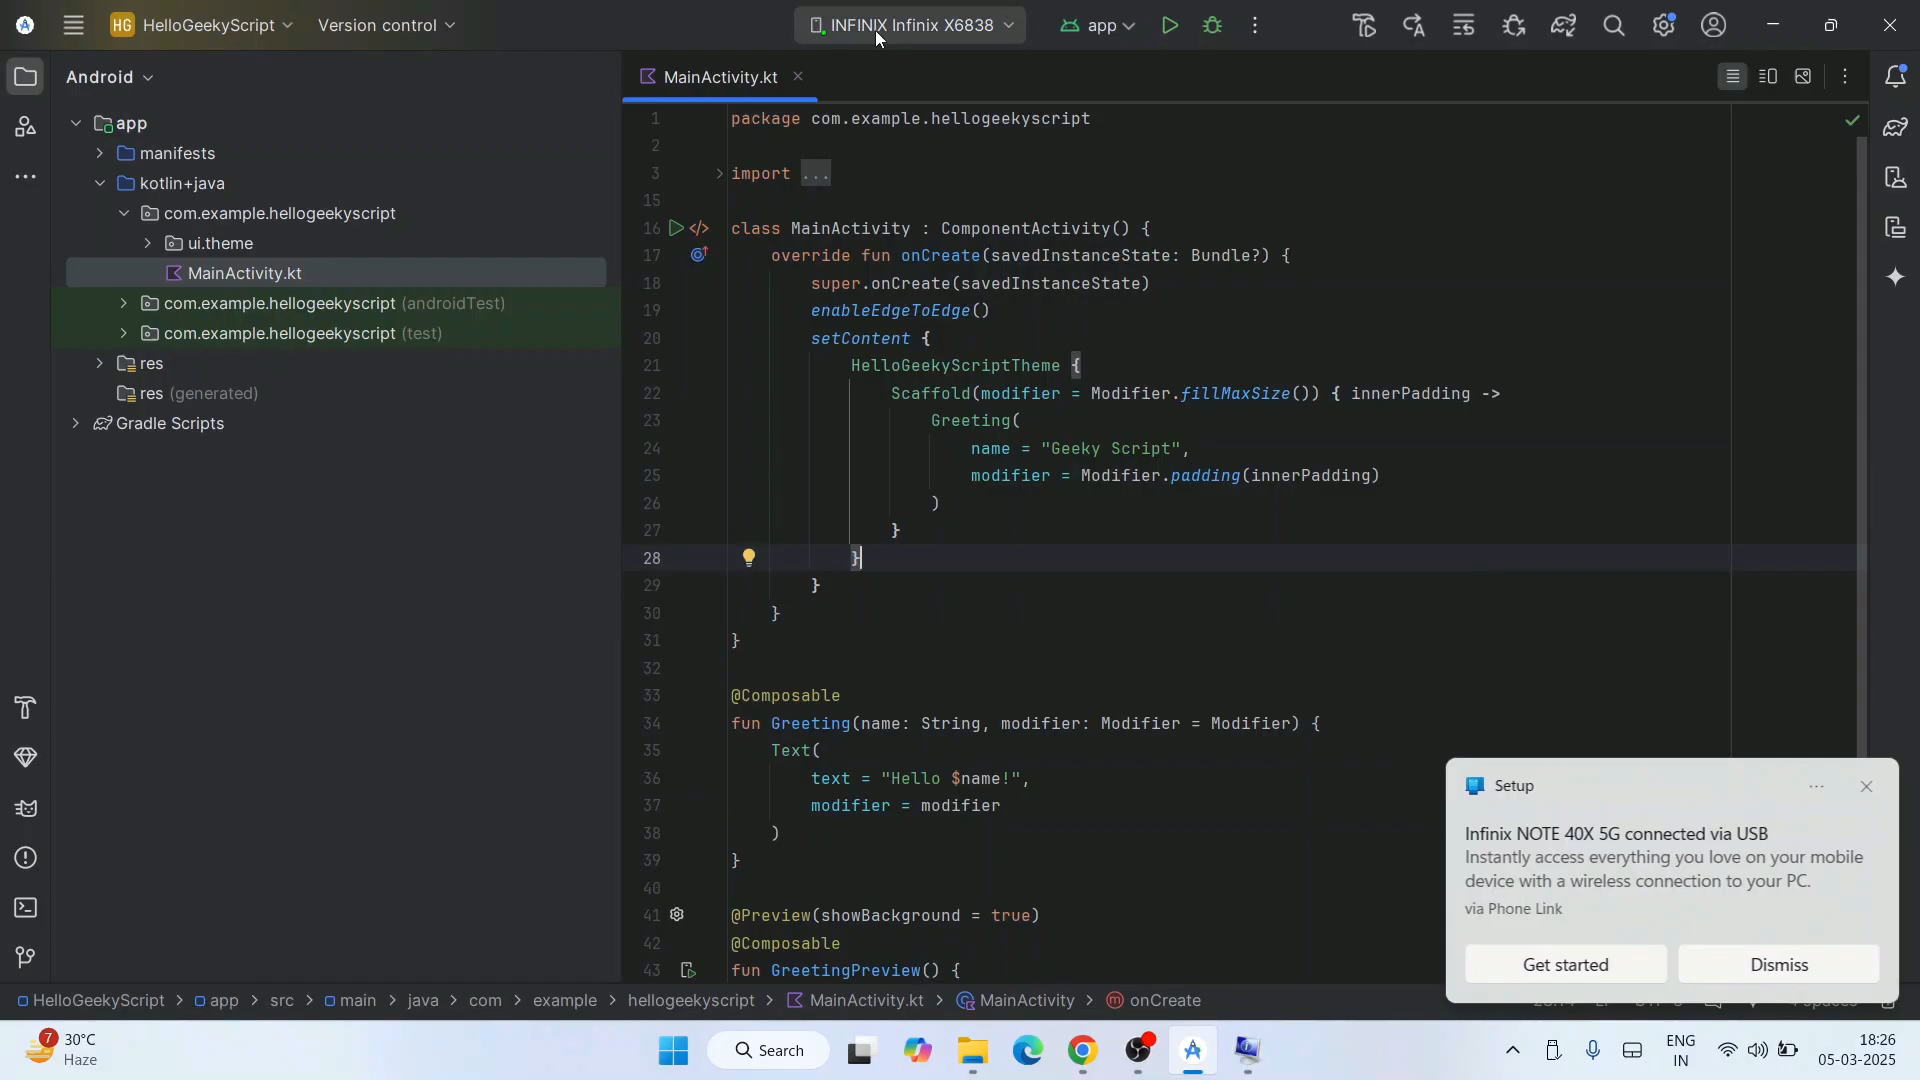 HG HelloGeekyScript
Version control
INFINIX Infinix X6838
app
Android
MainActivity.kt
app
manifests
kotlin+java
com.example.hellogeekyscript
ui.theme
MainActivity.kt
com.example.hellogeekyscript (androidTest)
com.example.hellogeekyscript (test)
res
res (generated)
Gradle Scripts
1 package com.example.hellogeekyscript
2
3 import ...
15
16 class MainActivity : ComponentActivity() {
17 override fun onCreate(savedInstanceState: Bundle?) {
18 super.onCreate(savedInstanceState)
19 enableEdgeToEdge()
20 setContent {
21 HelloGeekyScriptTheme {
22 Scaffold(modifier = Modifier.fillMaxSize()) { innerPadding ->
23 Greeting(
24 name = "Geeky Script",
25 modifier = Modifier.padding(innerPadding)
26 )
27 }
28 }
29 }
30 }
31 }
32
33 @Composable
34 fun Greeting(name: String, modifier: Modifier = Modifier) {
35 Text(
36 text = "Hello $name!",
37 modifier = modifier
38 )
39 }
40
41 @Preview(showBackground = true)
42 @Composable
43 fun GreetingPreview() {
Setup
Infinix NOTE 40X 5G connected via USB
Instantly access everything you love on your mobile
device with a wireless connection to your PC.
via Phone Link
Get started
Dismiss
HelloGeekyScript > app > src > main > java > com > example > hellogeekyscript > MainActivity.kt > MainActivity > onCreate
7
30°C
Haze
Search
ENG
IN
18:26
05-03-2025